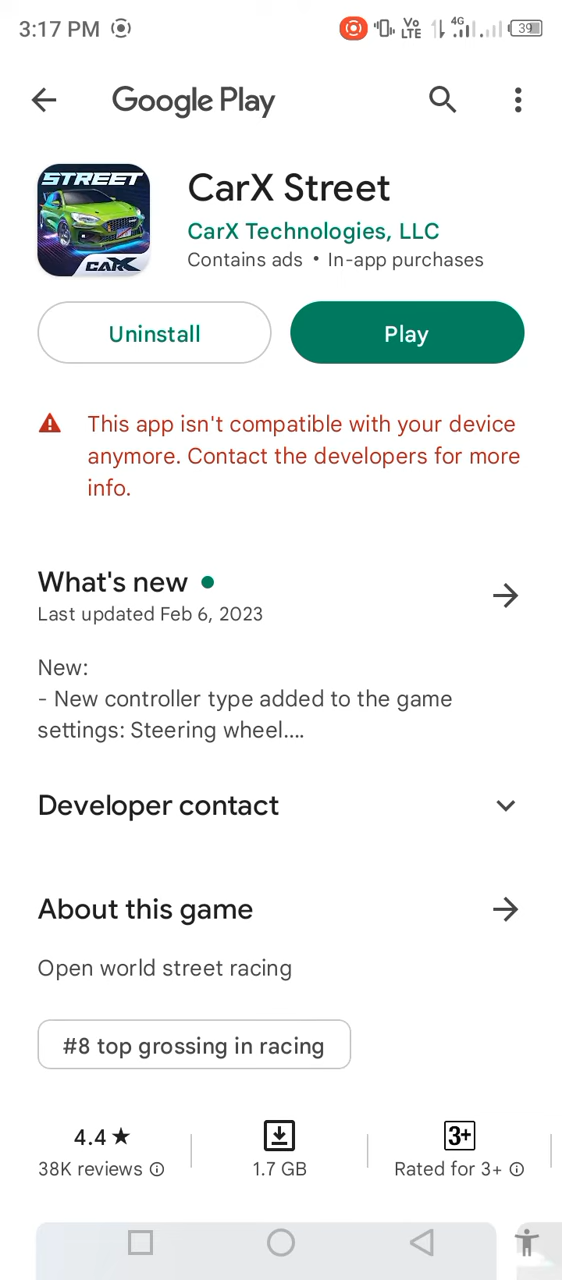 3:17 PM
Vo LTE 4G 39
Google Play
STREET
CARX
CarX Street
CarX Technologies, LLC
Contains ads • In-app purchases
Uninstall
Play
This app isn't compatible with your device
anymore. Contact the developers for more
info.
What's new
Last updated Feb 6, 2023
New:
- New controller type added to the game
settings: Steering wheel....
Developer contact
About this game
Open world street racing
#8 top grossing in racing
4.4 ★
38K reviews
1.7 GB
3+
Rated for 3+